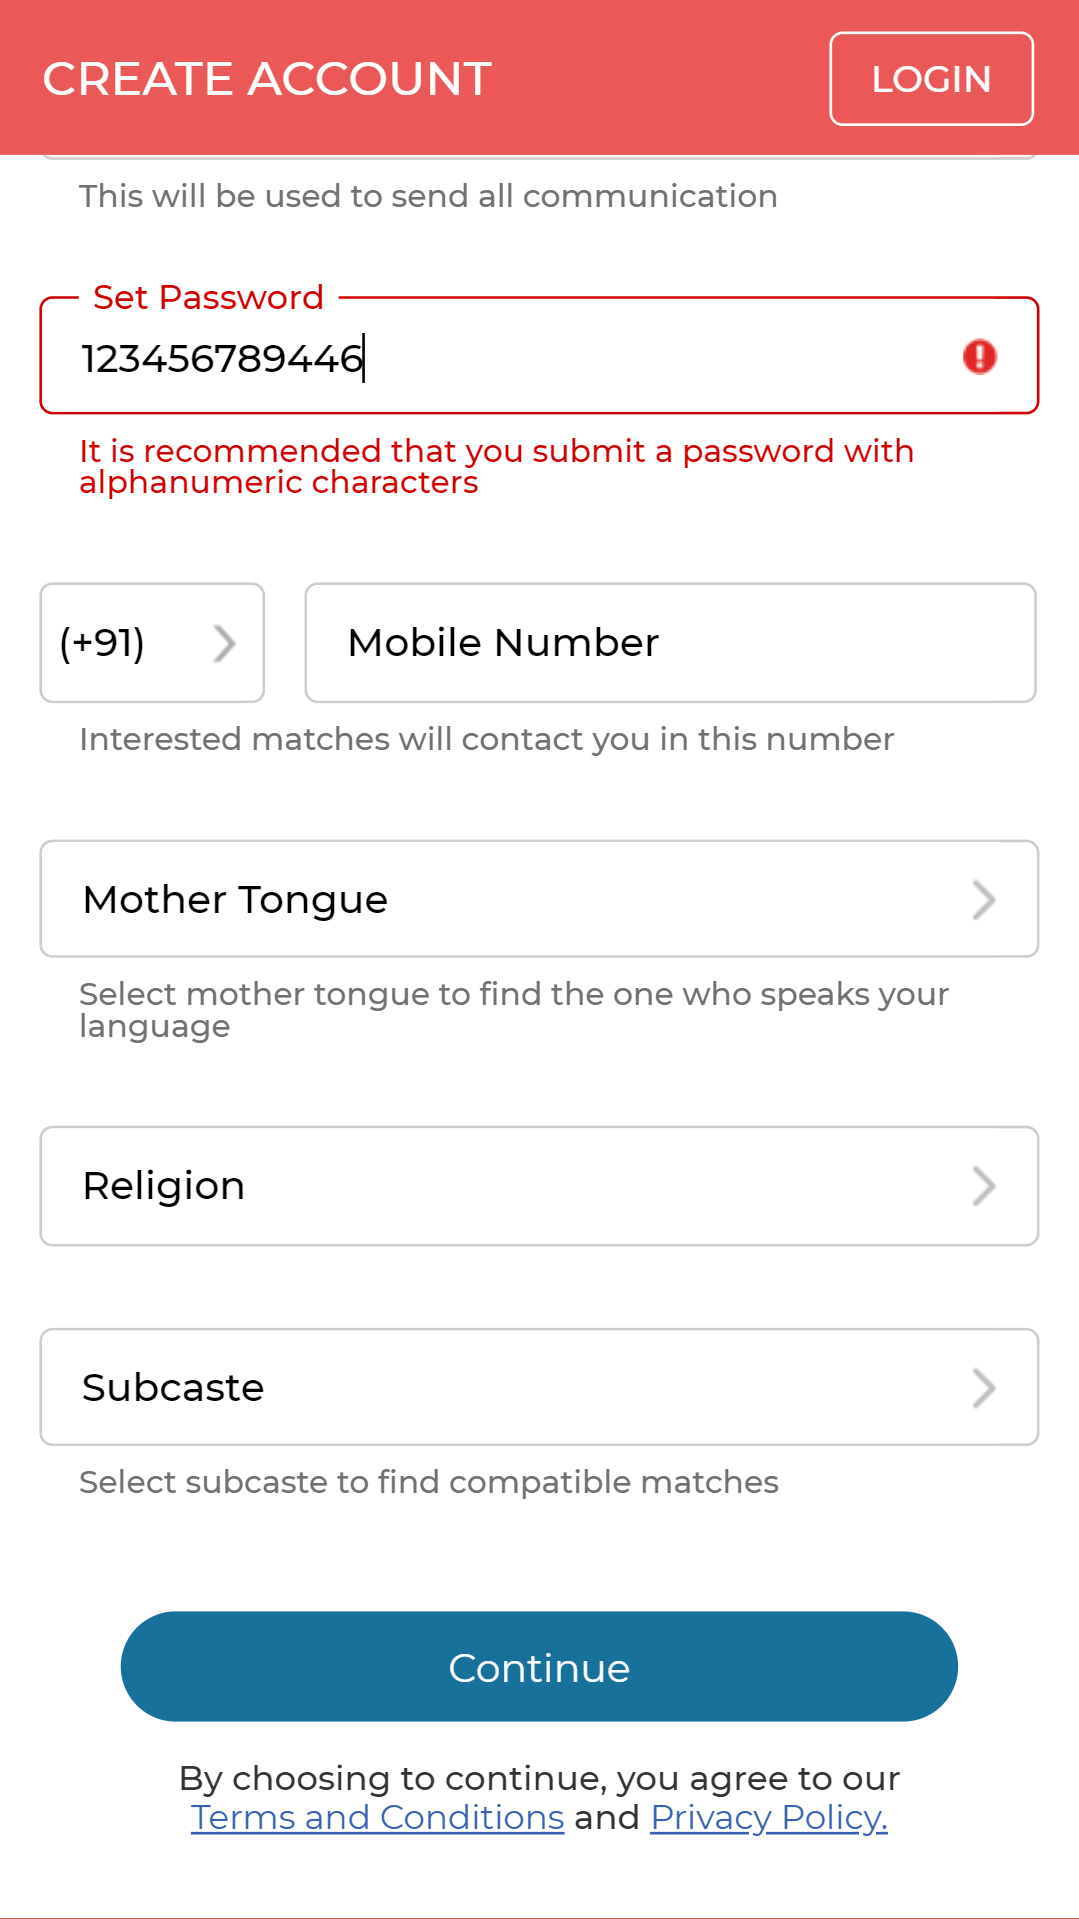 CREATE ACCOUNT
LOGIN
This will be used to send all communication
Set Password
123456789446
It is recommended that you submit a password with
alphanumeric characters
(+91)
Mobile Number
Interested matches will contact you in this number
Mother Tongue
Select mother tongue to find the one who speaks your
language
Religion
Subcaste
Select subcaste to find compatible matches
Continue
By choosing to continue, you agree to our
Terms and Conditions and Privacy Policy.